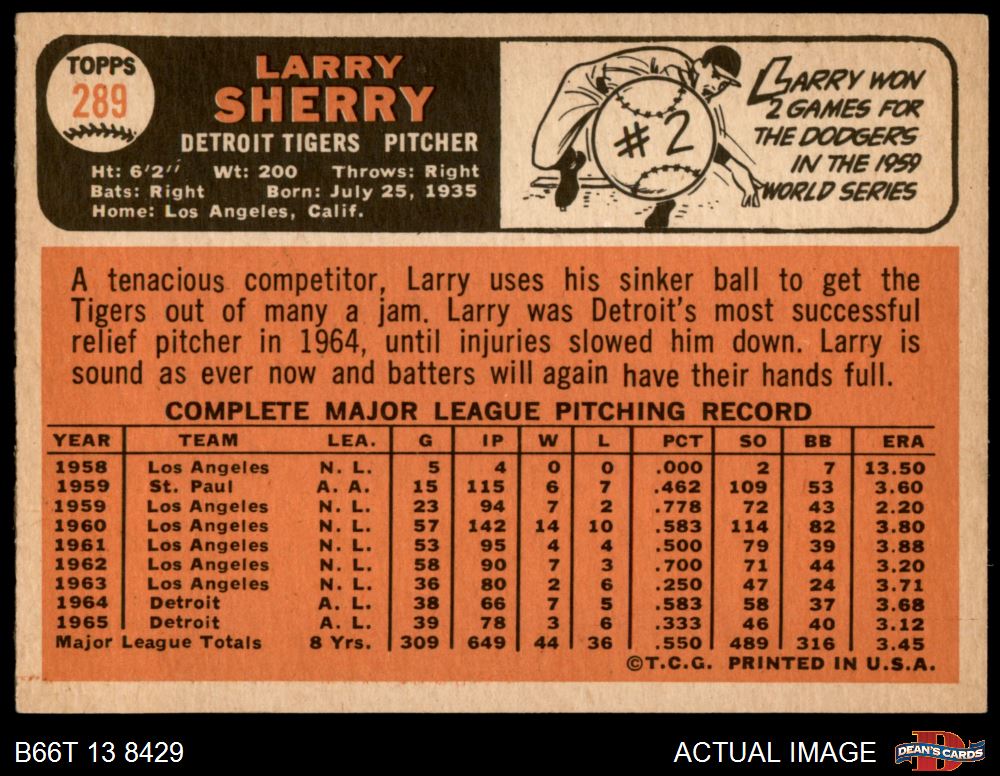 TOPPS
289
LARRY
SHERRY
DETROIT TIGERS PITCHER
Ht: 6'2" Wt: 200 Throws: Right
Bats: Right Born: July 25, 1935
Home: Los Angeles, Calif.
#2
LARRY WON
2 GAMES FOR
THE DODGERS
IN THE 1959
WORLD SERIES
A tenacious competitor, Larry uses his sinker ball to get the
Tigers out of many a jam. Larry was Detroit's most successful
relief pitcher in 1964, until injuries slowed him down. Larry is
sound as ever now and batters will again have their hands full.
COMPLETE MAJOR LEAGUE PITCHING RECORD
YEAR TEAM LEA. G IP W L PCT SO BB ERA
1958 Los Angeles N. L. 5 4 0 0 .000 2 7 13.50
1959 St. Paul A. A. 15 115 6 7 .462 109 53 3.60
1959 Los Angeles N. L. 23 94 7 2 .778 72 43 2.20
1960 Los Angeles N. L. 57 142 14 10 .583 114 82 3.80
1961 Los Angeles N. L. 53 95 4 4 .500 79 39 3.88
1962 Los Angeles N. L. 58 90 7 3 .700 71 44 3.20
1963 Los Angeles N. L. 36 80 2 6 .250 47 24 3.71
1964 Detroit A. L. 38 66 7 5 .583 58 37 3.68
1965 Detroit A. L. 39 78 3 6 .333 46 40 3.12
Major League Totals 8 Yrs. 309 649 44 36 .550 489 316 3.45
©T.C.G. PRINTED IN U.S.A.
B66T 13 8429
ACTUAL IMAGE
D
DEAN'S CARDS